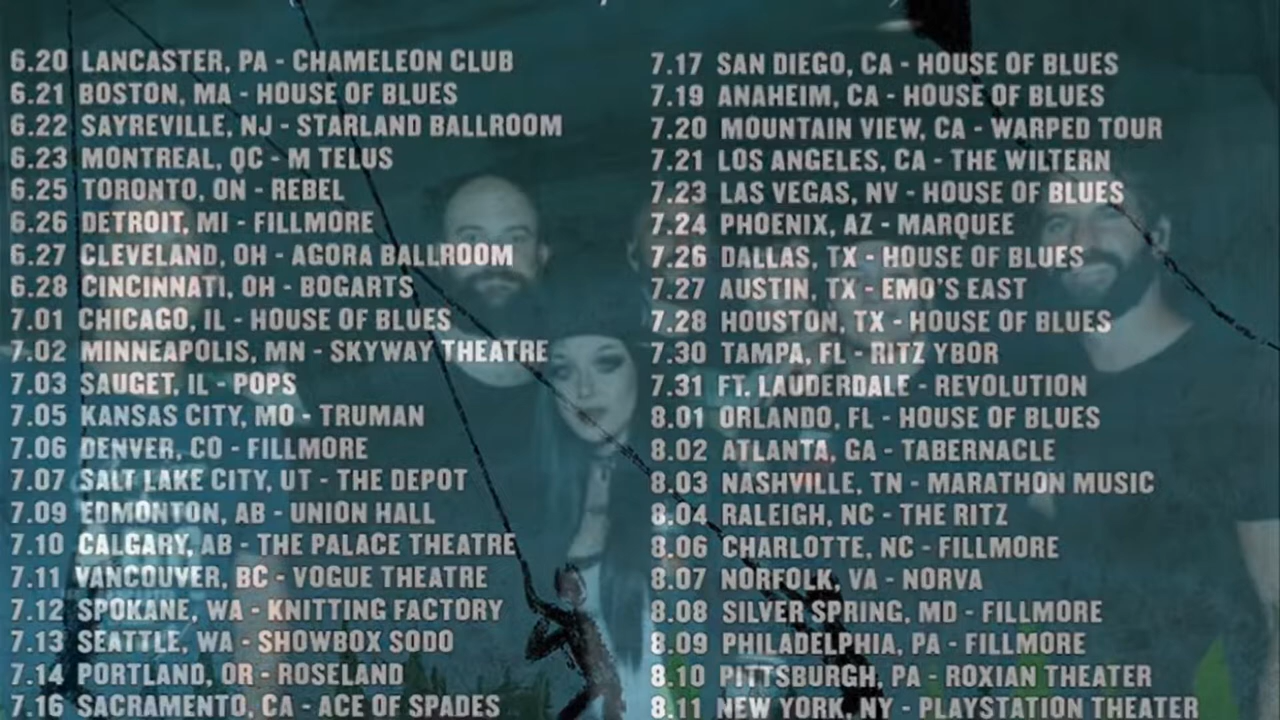 6.20 LANCASTER, PA - CHAMELEON CLUB
6.21 BOSTON, MA - HOUSE OF BLUES
6.22 SAYREVILLE, NJ - STARLAND BALLROOM
6.23 MONTREAL, QC - M TELUS
6.25 TORONTO, ON - REBEL
6.26 DETROIT, MI - FILLMORE
6.27 CLEVELAND, OH - AGORA BALLROOM
6.28 CINCINNATI, OH - BOGARTS
7.01 CHICAGO, IL - HOUSE OF BLUES
7.02 MINNEAPOLIS, MN - SKYWAY THEATRE
7.03 SAUGET, IL - POPS
7.05 KANSAS CITY, MO - TRUMAN
7.06 DENVER, CO - FILLMORE
7.07 SALT LAKE CITY, UT - THE DEPOT
7.09 EDMONTON, AB - UNION HALL
7.10 CALGARY, AB - THE PALACE THEATRE
7.11 VANCOUVER, BC - VOGUE THEATRE
7.12 SPOKANE, WA - KNITTING FACTORY
7.13 SEATTLE, WA - SHOWBOX SODO
7.14 PORTLAND, OR - ROSELAND
7.16 SACRAMENTO, CA - ACE OF SPADES
7.17 SAN DIEGO, CA - HOUSE OF BLUES
7.19 ANAHEIM, CA - HOUSE OF BLUES
7.20 MOUNTAIN VIEW, CA - WARPED TOUR
7.21 LOS ANGELES, CA - THE WILTERN
7.23 LAS VEGAS, NV - HOUSE OF BLUES
7.24 PHOENIX, AZ - MARQUEE
7.26 DALLAS, TX - HOUSE OF BLUES
7.27 AUSTIN, TX - EMO'S EAST
7.28 HOUSTON, TX - HOUSE OF BLUES
7.30 TAMPA, FL - RITZ YBOR
7.31 FT. LAUDERDALE - REVOLUTION
8.01 ORLANDO, FL - HOUSE OF BLUES
8.02 ATLANTA, GA - TABERNACLE
8.03 NASHVILLE, TN - MARATHON MUSIC
8.04 RALEIGH, NC - THE RITZ
8.06 CHARLOTTE, NC - FILLMORE
8.07 NORFOLK, VA - NORVA
8.08 SILVER SPRING, MD - FILLMORE
8.09 PHILADELPHIA, PA - FILLMORE
8.10 PITTSBURGH, PA - ROXIAN THEATER
8.11 NEW YORK, NY - PLAYSTATION THEATER